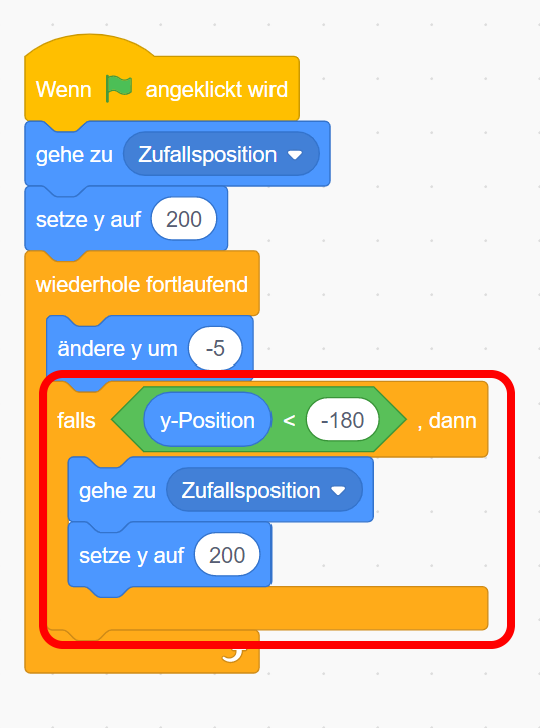 Wenn angeklickt wird
gehe zu Zufallsposition
setze y auf 200
wiederhole fortlaufend
ändere y um -5
falls y-Position < -180 , dann
gehe zu Zufallsposition
setze y auf 200